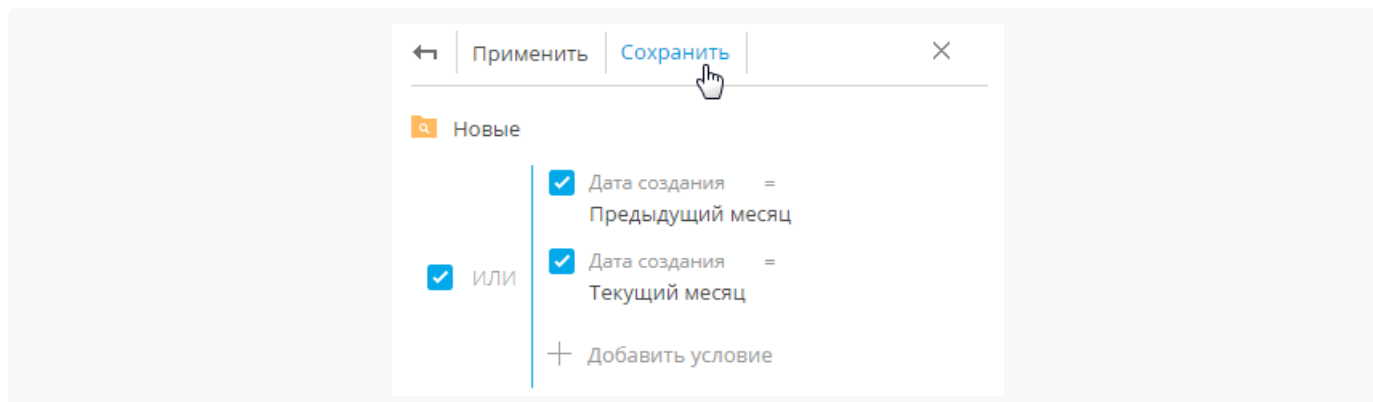 Применить Сохранить
Новые
Дата создания =
Предыдущий месяц
ИЛИ
Дата создания =
Текущий месяц
Добавить условие